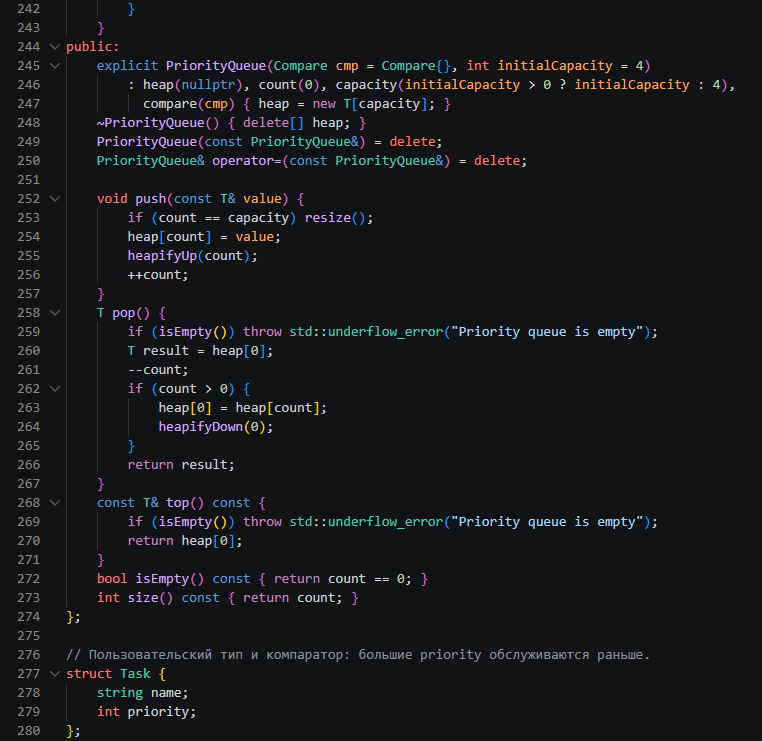 242         }
243     }
244 public:
245     explicit PriorityQueue(Compare cmp = Compare{}, int initialCapacity = 4)
246         : heap(nullptr), count(0), capacity(initialCapacity > 0 ? initialCapacity : 4),
247           compare(cmp) { heap = new T[capacity]; }
248     ~PriorityQueue() { delete[] heap; }
249     PriorityQueue(const PriorityQueue&) = delete;
250     PriorityQueue& operator=(const PriorityQueue&) = delete;
251
252     void push(const T& value) {
253         if (count == capacity) resize();
254         heap[count] = value;
255         heapifyUp(count);
256         ++count;
257     }
258     T pop() {
259         if (isEmpty()) throw std::underflow_error("Priority queue is empty");
260         T result = heap[0];
261         --count;
262         if (count > 0) {
263             heap[0] = heap[count];
264             heapifyDown(0);
265         }
266         return result;
267     }
268     const T& top() const {
269         if (isEmpty()) throw std::underflow_error("Priority queue is empty");
270         return heap[0];
271     }
272     bool isEmpty() const { return count == 0; }
273     int size() const { return count; }
274 };
275
276 // Пользовательский тип и компаратор: большие priority обслуживаются раньше.
277 struct Task {
278     string name;
279     int priority;
280 };